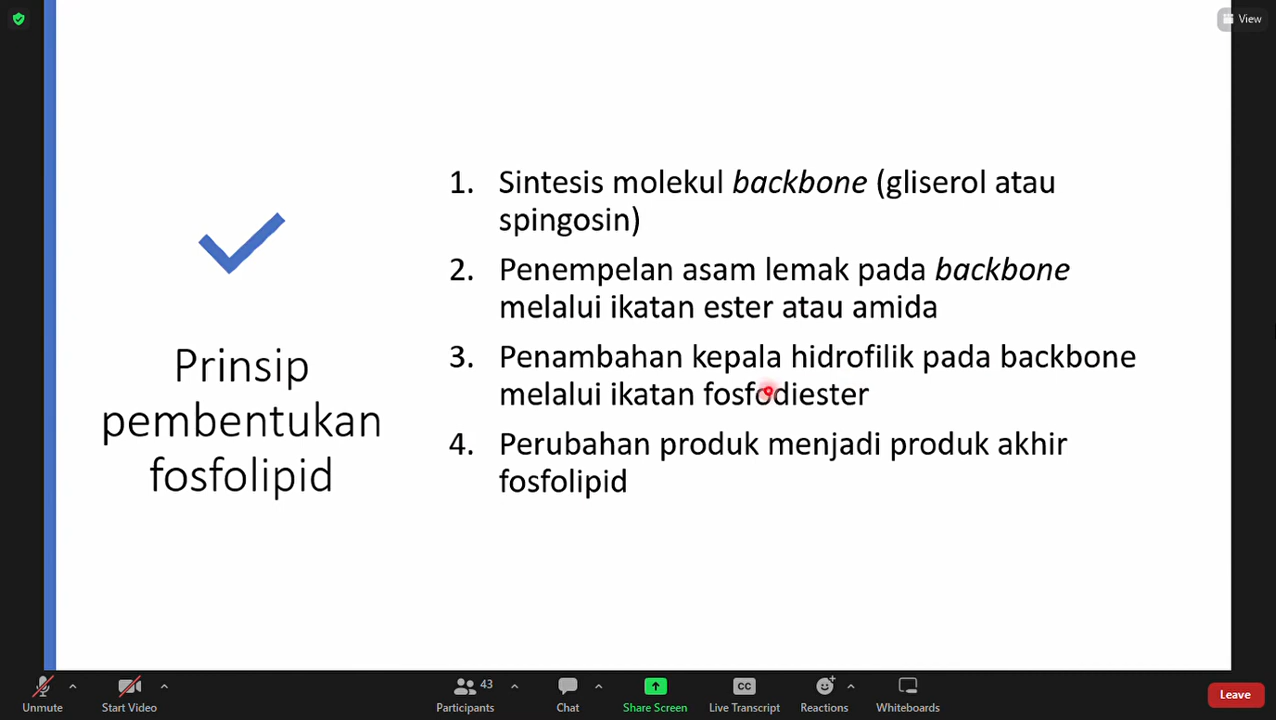 View
Prinsip
pembentukan
fosfolipid
1. Sintesis molekul backbone (gliserol atau
spingosin)
2. Penempelan asam lemak pada backbone
melalui ikatan ester atau amida
3. Penambahan kepala hidrofilik pada backbone
melalui ikatan fosfodiester
4. Perubahan produk menjadi produk akhir
fosfolipid
Unmute
Start Video
43
Participants
Chat
Share Screen
CC
Live Transcript
Reactions
Whiteboards
Leave